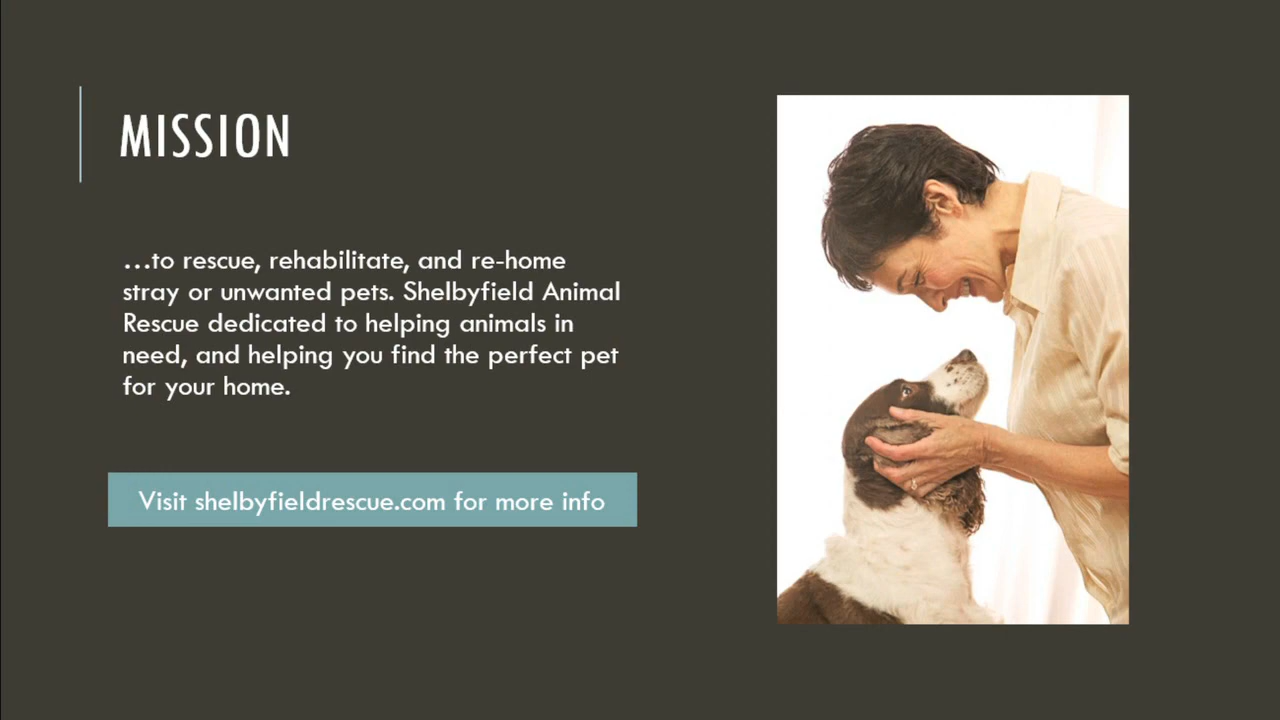 MISSION
...to rescue, rehabilitate, and re-home
stray or unwanted pets. Shelbyfield Animal
Rescue dedicated to helping animals in
need, and helping you find the perfect pet
for your home.
Visit shelbyfieldrescue.com for more info